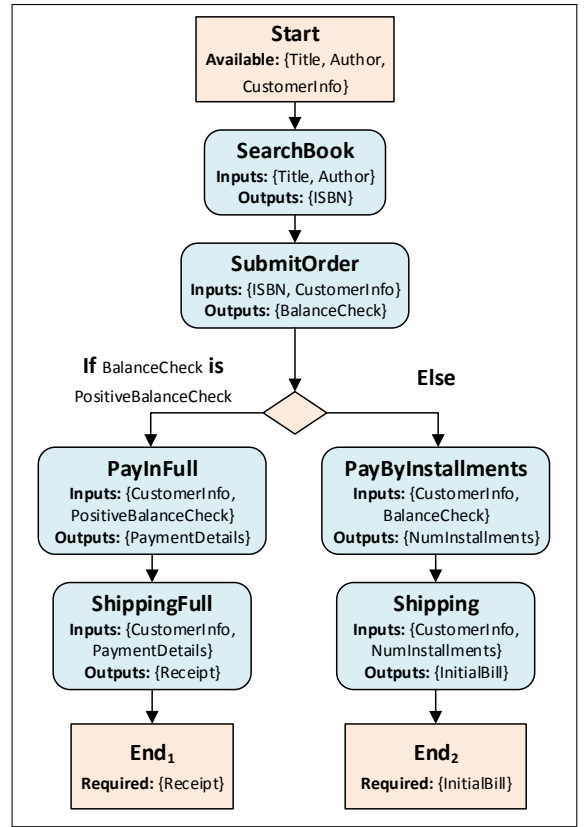 Start
Available: {Title, Author,
CustomerInfo}
SearchBook
Inputs: {Title, Author}
Outputs: {ISBN}
SubmitOrder
Inputs: {ISBN, CustomerInfo}
Outputs: {BalanceCheck}
If BalanceCheck is
PositiveBalanceCheck
Else
PayInFull
Inputs: {CustomerInfo,
PositiveBalanceCheck}
Outputs: {PaymentDetails}
PayByInstallments
Inputs: {CustomerInfo,
BalanceCheck}
Outputs: {NumInstallments}
ShippingFull
Inputs: {CustomerInfo,
PaymentDetails}
Outputs: {Receipt}
Shipping
Inputs: {CustomerInfo,
NumInstallments}
Outputs: {InitialBill}
End₁
Required: {Receipt}
End₂
Required: {InitialBill}